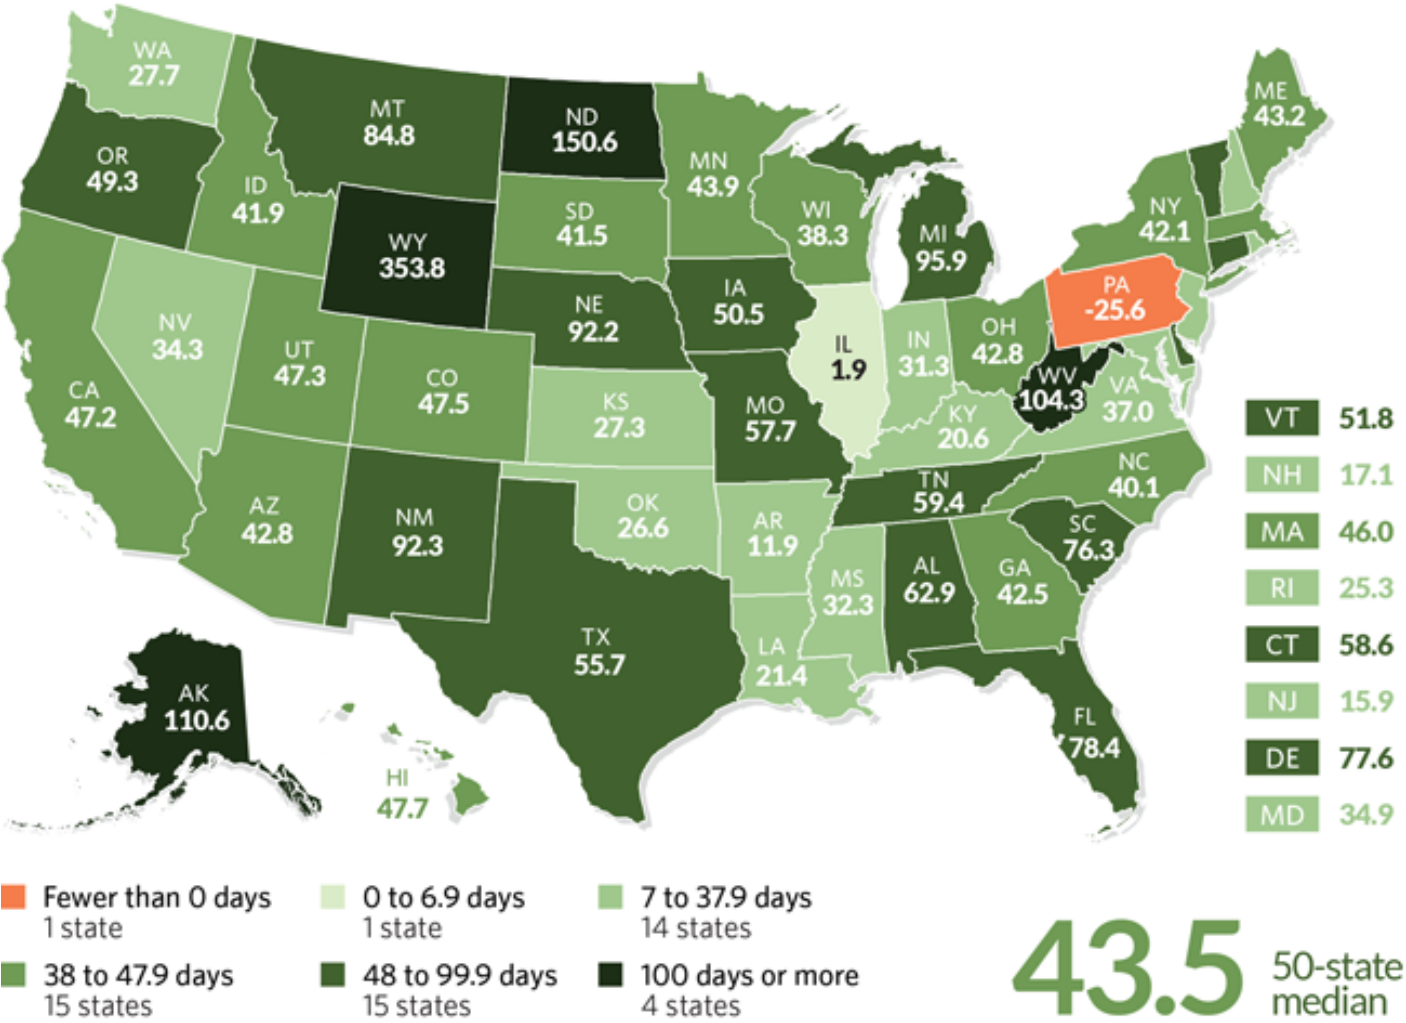 WA
27.7
MT
84.8
ND
150.6
ME
43.2
OR
49.3
ID
41.9
MN
43.9
SD
41.5
WI
38.3
NY
42.1
MI
95.9
WY
353.8
PA
-25.6
IA
50.5
NE
92.2
NV
34.3
UT
47.3
IL
1.9
IN
31.3
OH
42.8
WV
104.3
VA
37.0
CA
47.2
CO
47.5
KS
27.3
MO
57.7
KY
20.6
NC
40.1
TN
59.4
AZ
42.8
NM
92.3
OK
26.6
AR
11.9
SC
76.3
MS
32.3
AL
62.9
GA
42.5
TX
55.7
LA
21.4
FL
78.4
AK
110.6
HI
47.7
VT 51.8
NH 17.1
MA 46.0
RI 25.3
CT 58.6
NJ 15.9
DE 77.6
MD 34.9
Fewer than 0 days
1 state
0 to 6.9 days
1 state
7 to 37.9 days
14 states
38 to 47.9 days
15 states
48 to 99.9 days
15 states
100 days or more
4 states
43.5
50-state
median